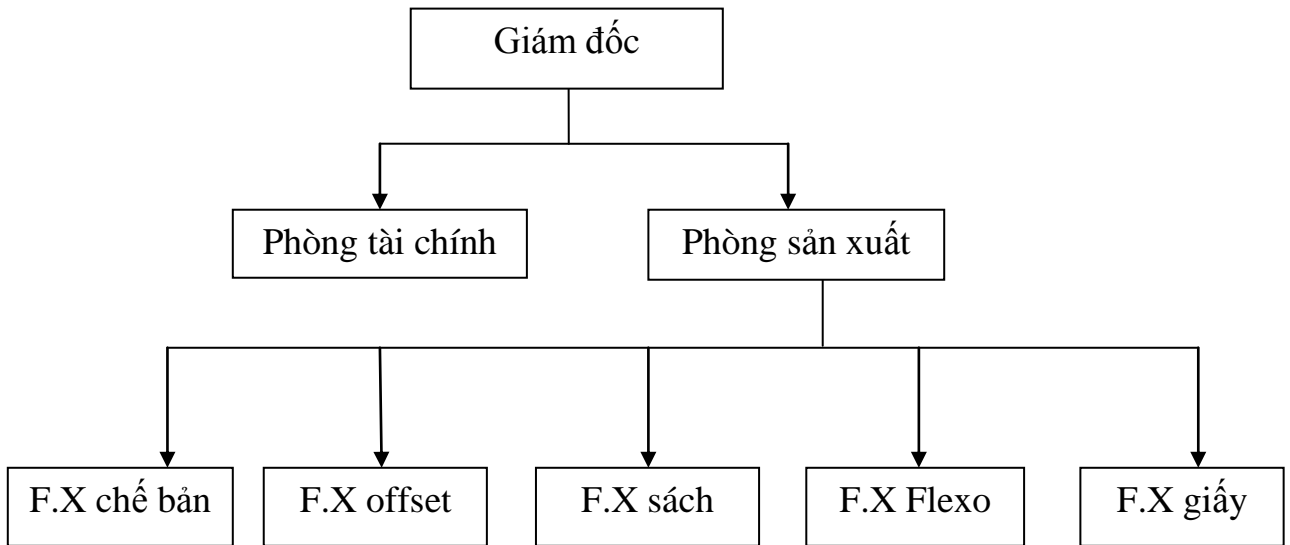 Giám đốc
Phòng tài chính
Phòng sản xuất
F.X chế bản
F.X offset
F.X sách
F.X Flexo
F.X giấy